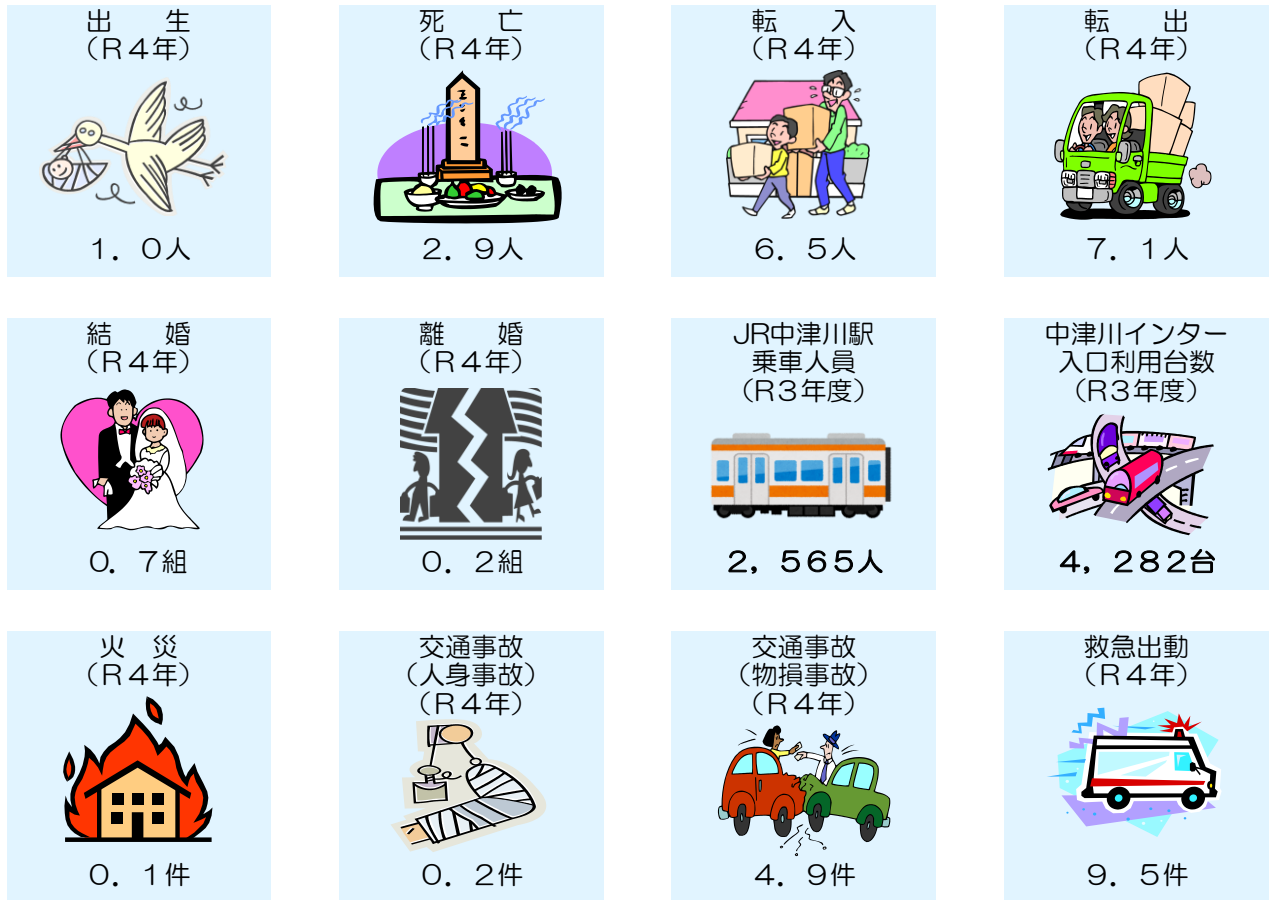 出　生
（Ｒ４年）
１．０人
死　亡
（Ｒ４年）
２．９人
転　入
（Ｒ４年）
６．５人
転　出
（Ｒ４年）
７．１人
結　婚
（Ｒ４年）
０．７組
離　婚
（Ｒ４年）
０．２組
JR中津川駅
乗車人員
（Ｒ３年度）
２，５６５人
中津川インター
入口利用台数
（Ｒ３年度）
４，２８２台
火　災
（Ｒ４年）
０．１件
交通事故
（人身事故）
（Ｒ４年）
０．２件
交通事故
（物損事故）
（Ｒ４年）
４．９件
救急出動
（Ｒ４年）
９．５件